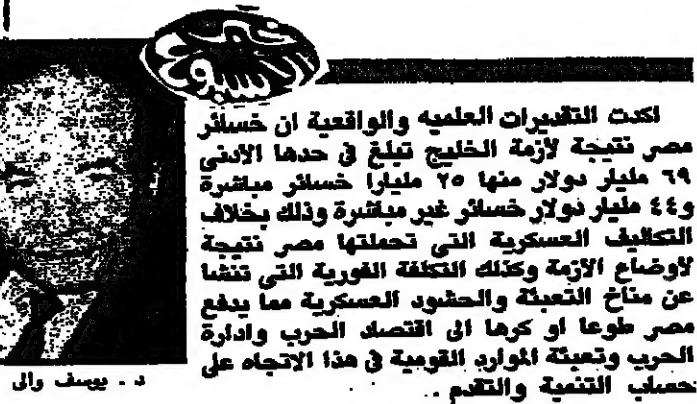 اكدت التقديرات العلميه والواقعية ان خسائر
مصر نتيجة لأزمة الخليج تبلغ في حدها الأدنى
٦٩ مليار دولار منها ٢٥ مليارا خسائر مباشرة
و٤٤ مليار دولار خسائر غير مباشرة وذلك بخلاف
التكاليف العسكرية التى تحملتها مصر نتيجة
لاوضاع الازمة وكذلك التكلفة الفورية التى تنشا
عن مناخ التعبئة والحشود العسكرية مما يدفع
مصر طوعا او كرها الى اقتصاد الحرب وادارة
الحرب وتعبئة الموارد القومية في هذا الاتجاه على
حساب التنمية والتقدم .
د . يوسف والى